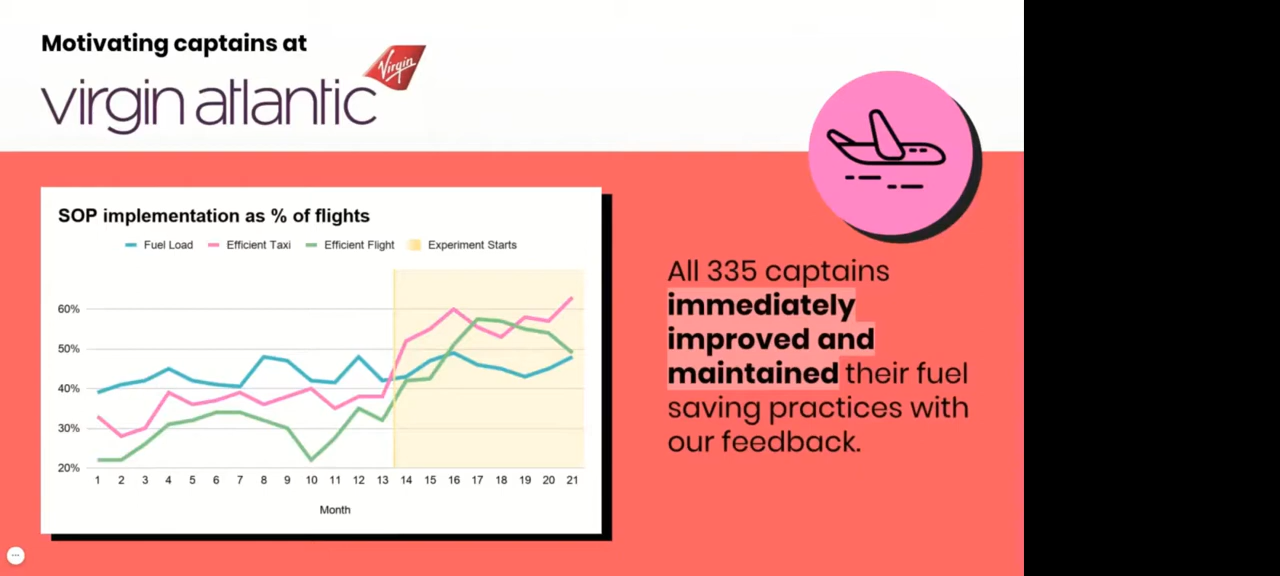 Motivating captains at
virgin atlantic
Virgin
SOP implementation as % of flights
Fuel Load Efficient Taxi Efficient Flight Experiment Starts
60%
50%
40%
30%
20%
1 2 3 4 5 6 7 8 9 10 11 12 13 14 15 16 17 18 19 20 21
Month
All 335 captains
immediately
improved and
maintained their fuel
saving practices with
our feedback.